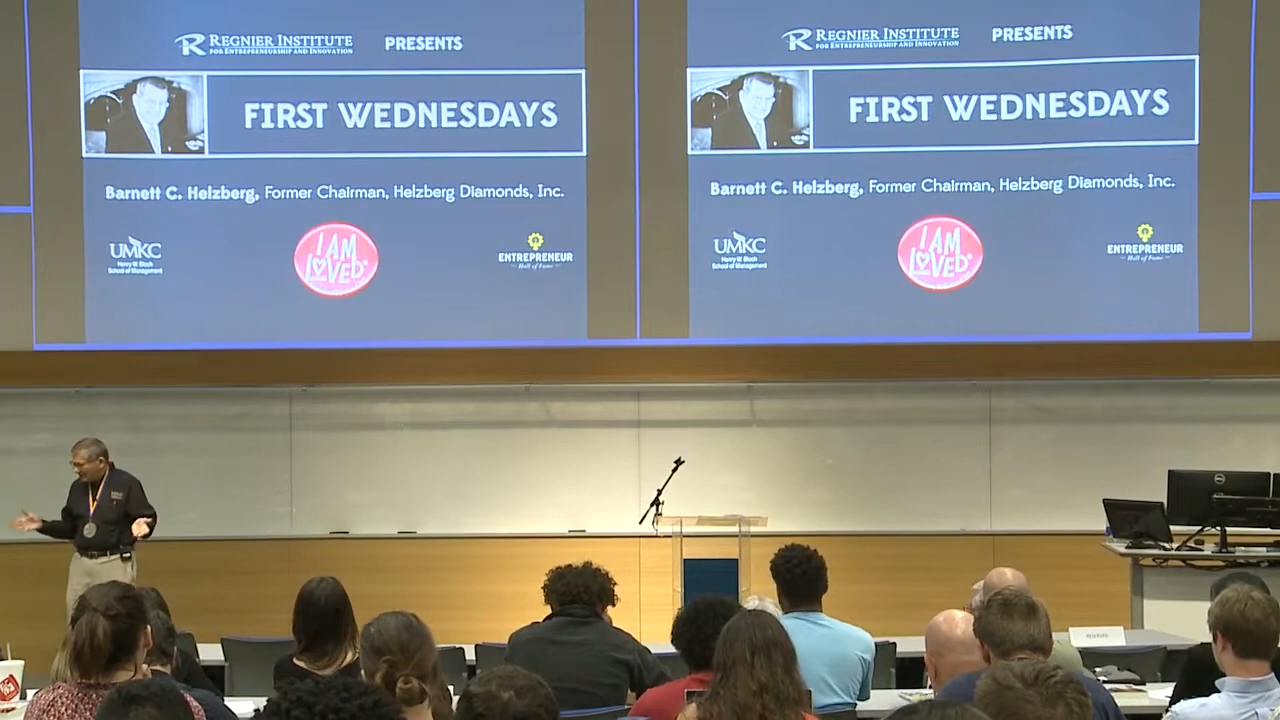 REGNIER INSTITUTE
FOR ENTREPRENEURSHIP AND INNOVATION
PRESENTS
FIRST WEDNESDAYS
Barnett C. Helzberg, Former Chairman, Helzberg Diamonds, Inc.
UMKC
Henry W. Bloch
School of Management
I AM
LOVED®
ENTREPRENEUR
Hall of Fame
REGNIER INSTITUTE
FOR ENTREPRENEURSHIP AND INNOVATION
PRESENTS
FIRST WEDNESDAYS
Barnett C. Helzberg, Former Chairman, Helzberg Diamonds, Inc.
UMKC
Henry W. Bloch
School of Management
I AM
LOVED®
ENTREPRENEUR
Hall of Fame
DELL
RESERVED